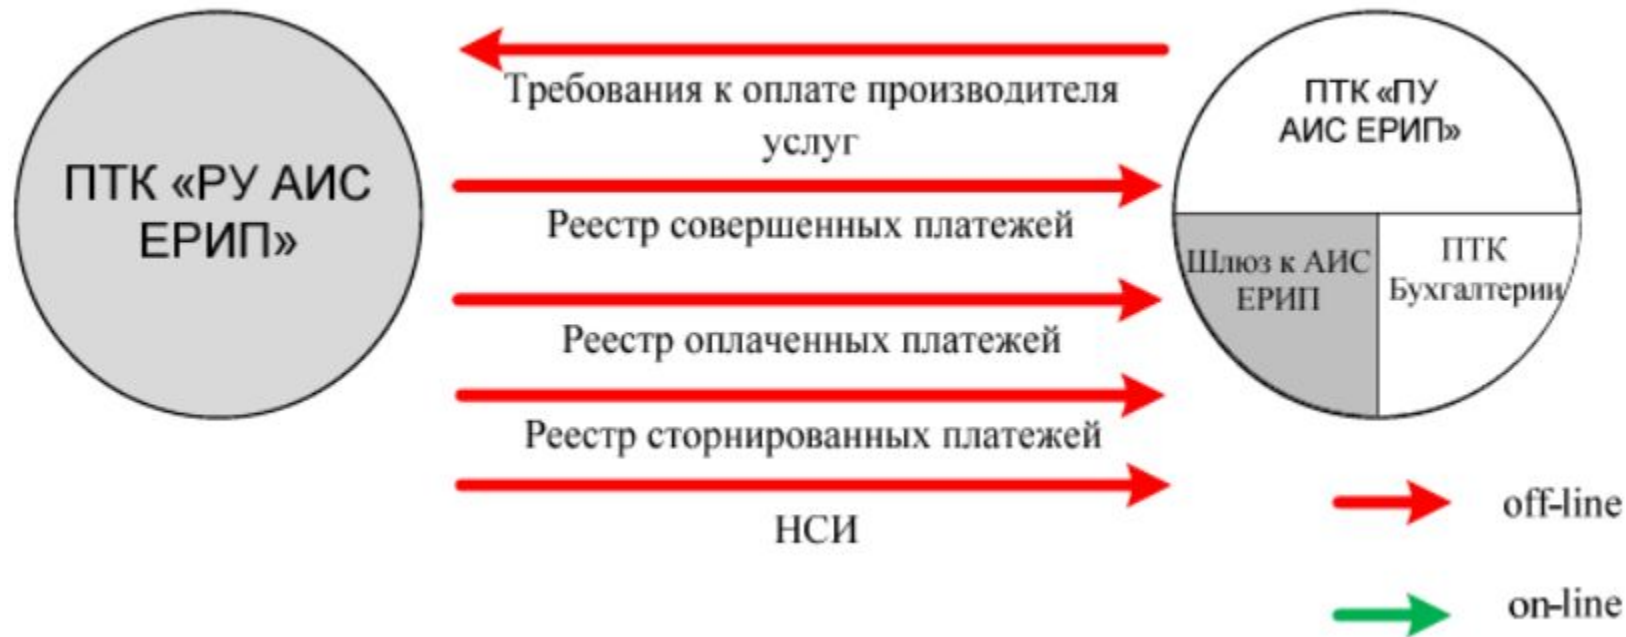 ПТК «РУ АИС
ЕРИП»
Требования к оплате производителя
услуг
Реестр совершенных платежей
Реестр оплаченных платежей
Реестр сторнированных платежей
НСИ
ПТК «ПУ
АИС ЕРИП»
Шлюз к АИС
ЕРИП
ПТК
Бухгалтерии
off-line
on-line